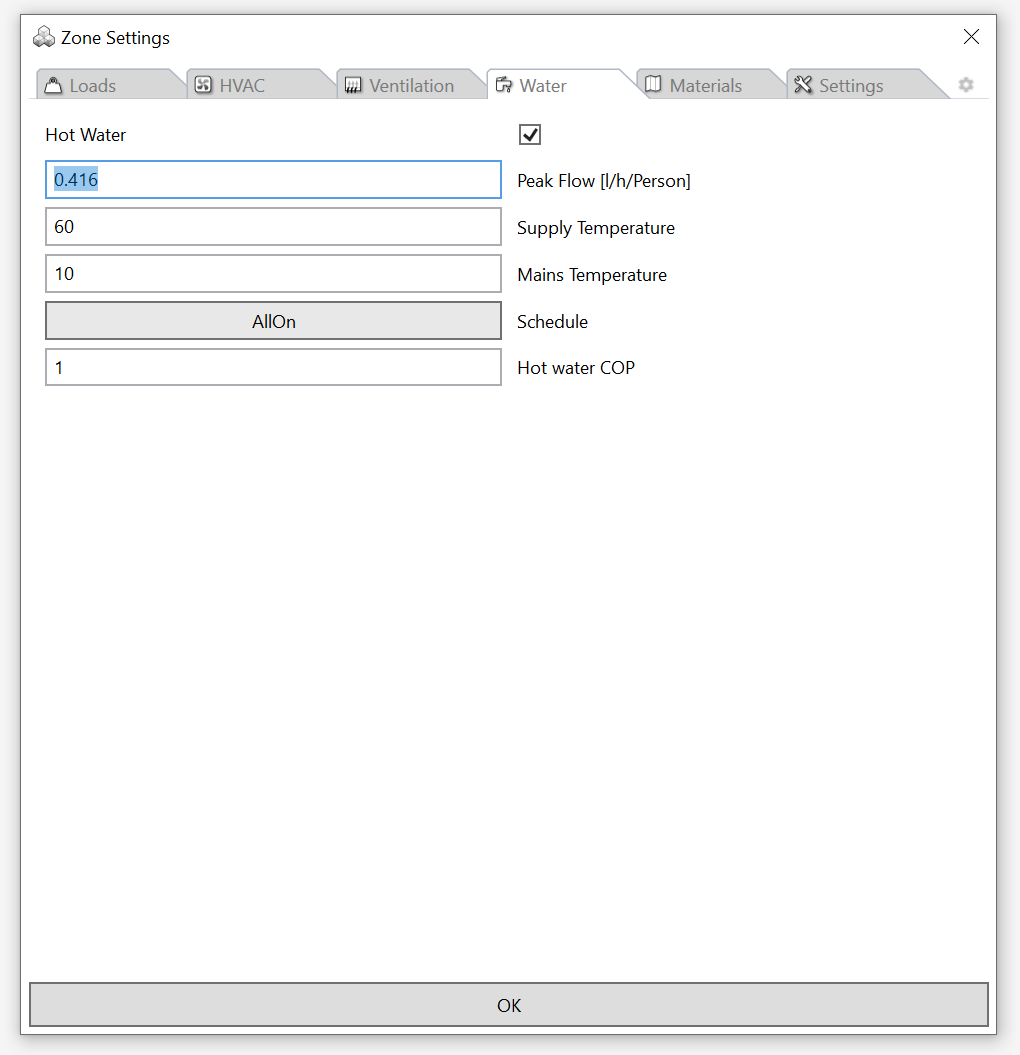 Zone Settings
Loads HVAC Ventilation Water Materials Settings
Hot Water
0.416 Peak Flow [l/h/Person]
60 Supply Temperature
10 Mains Temperature
AllOn Schedule
1 Hot water COP
OK